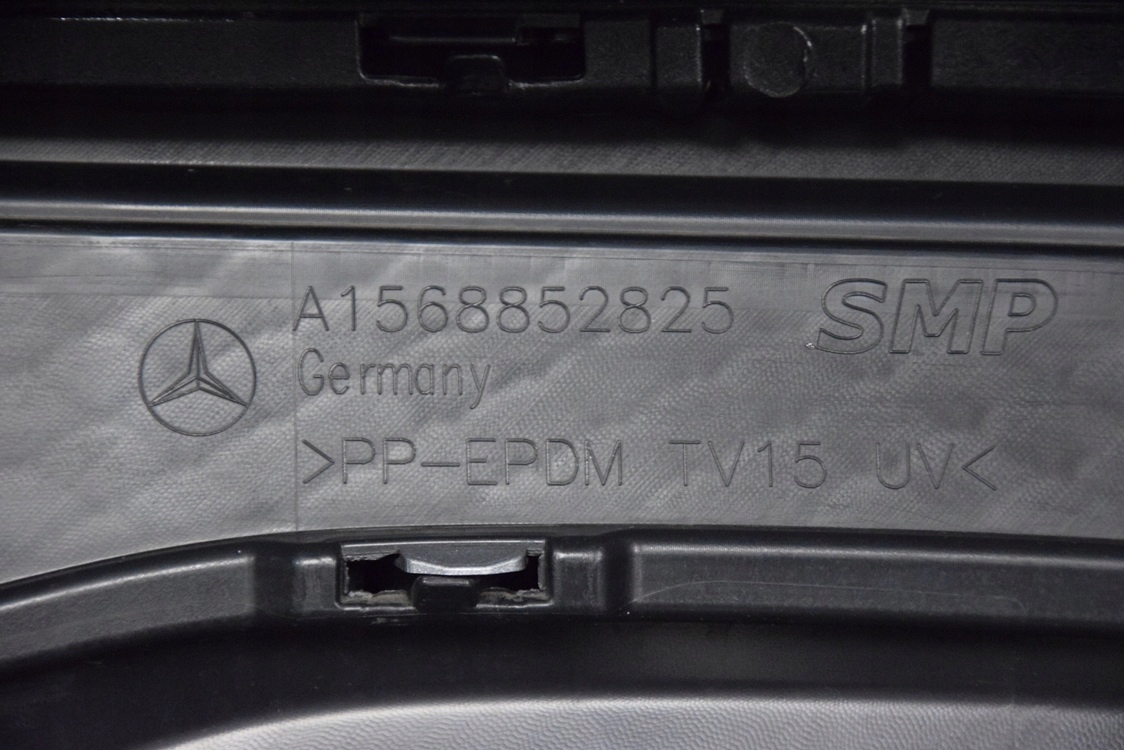 A1568852825
SMP
Germany
>PP-EPDM TV15 UV<